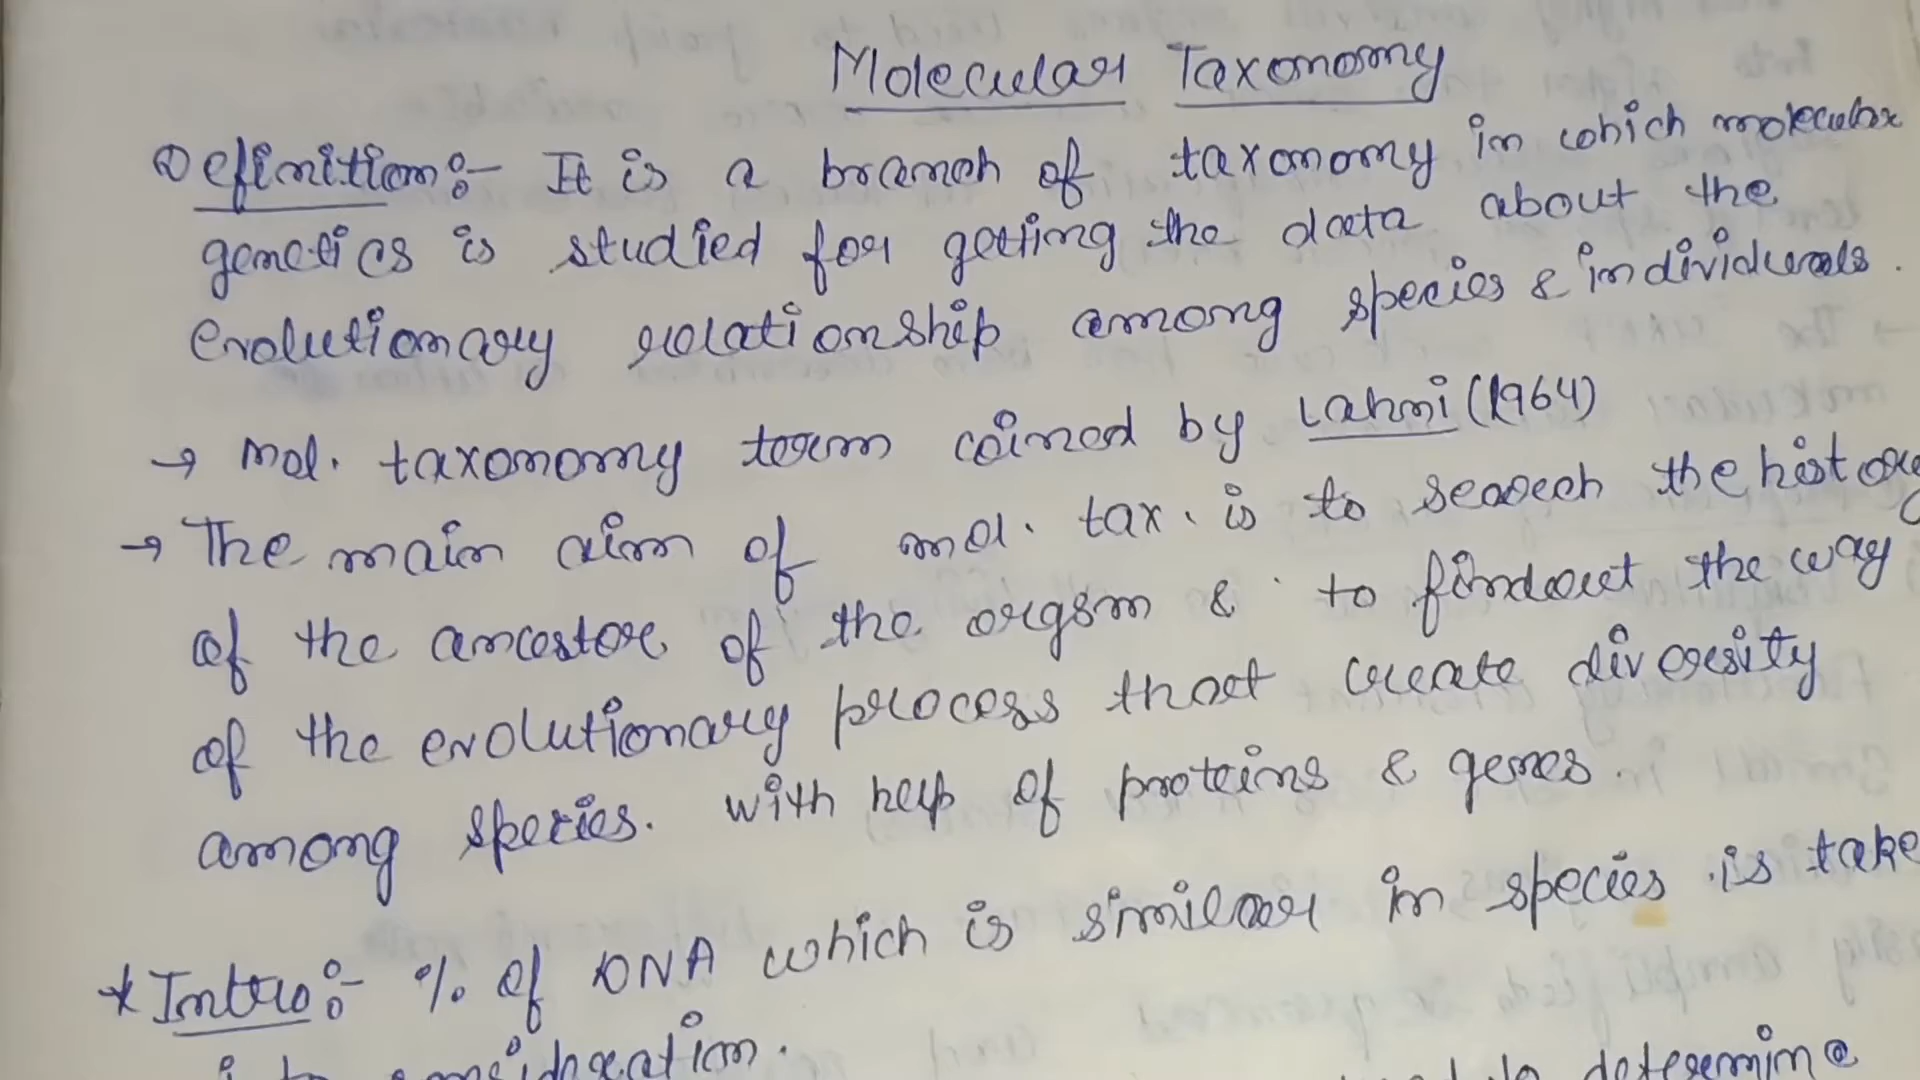 Molecular Taxonomy
Definition:- It is a branch of taxonomy in which molecular
genetics is studied for getting the data about the
evolutionary relationship among species & individuals.
→ Mol. taxonomy term coined by Lahni (1964)
→ The main aim of mol. tax. is to search the history
of the ancestor of the orgsm & to findout the way
of the evolutionary process that create diversity
among species. with help of proteins & genes.
* Intro:- % of DNA which is similar in species is take
consideration. determine